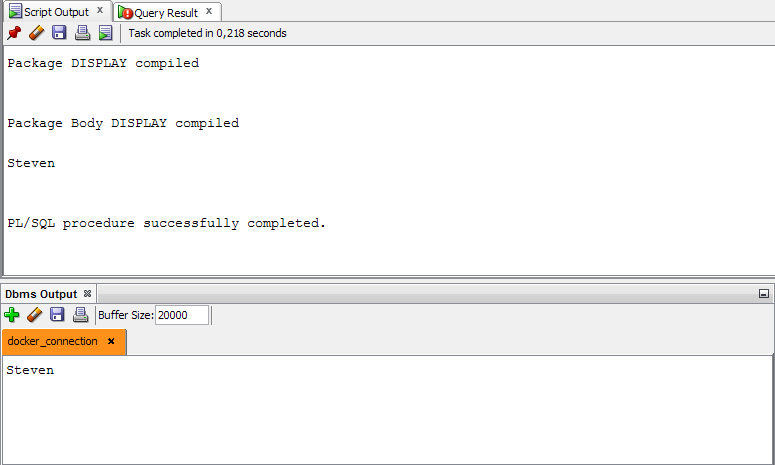 Script Output x Query Result x
Task completed in 0,218 seconds
Package DISPLAY compiled
Package Body DISPLAY compiled
Steven
PL/SQL procedure successfully completed.
Dbms Output
Buffer Size: 20000
docker_connection x
Steven